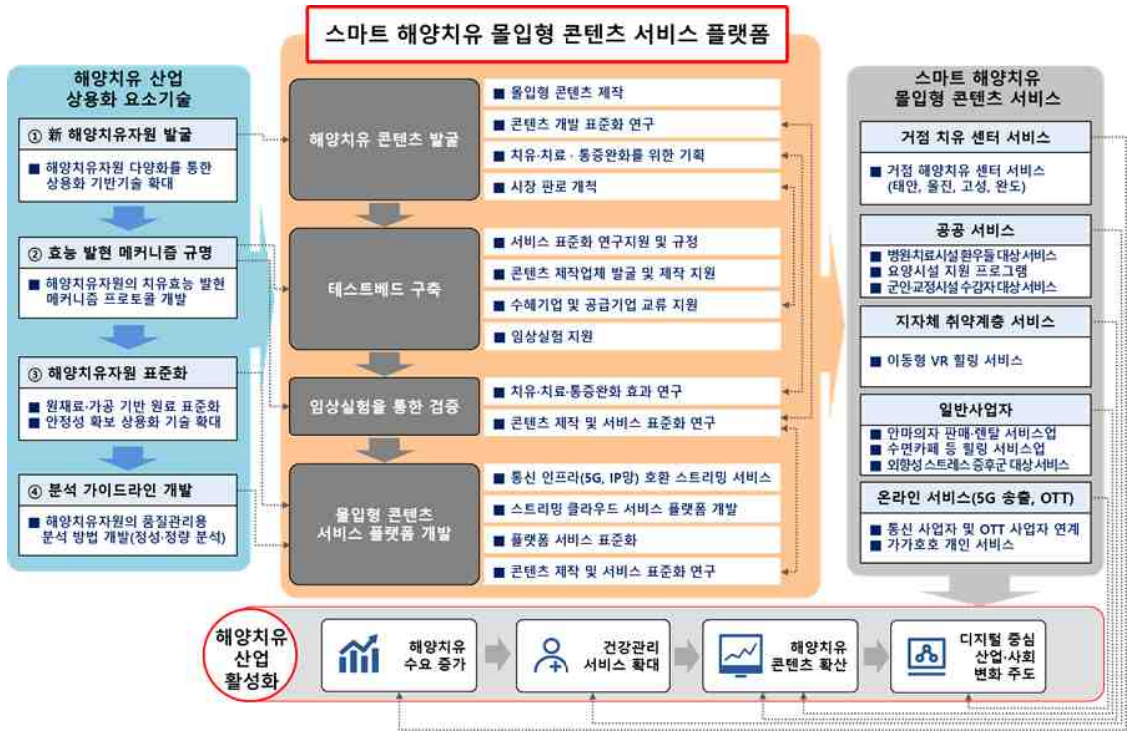 스마트 해양치유 몰입형 콘텐츠 서비스 플랫폼
해양치유 산업
상용화 요소기술
① 新 해양치유자원 발굴
■ 해양치유자원 다양화를 통한
상용화 기반기술 확대
② 효능 발현 메커니즘 규명
■ 해양치유자원의 치유효능 발현
메커니즘 프로토콜 개발
③ 해양치유자원 표준화
■ 원재료·가공 기반 원료 표준화
■ 안정성 확보 상용화 기술 확대
④ 분석 가이드라인 개발
■ 해양치유자원의 품질관리용
분석 방법 개발(정성·정량 분석)
해양치유 콘텐츠 발굴
■ 몰입형 콘텐츠 제작
■ 콘텐츠 개발 표준화 연구
■ 치유·치료·통증완화를 위한 기획
■ 시장 판로 개척
테스트베드 구축
■ 서비스 표준화 연구지원 및 규정
■ 콘텐츠 제작업체 발굴 및 제작 지원
■ 수혜기업 및 공급기업 교류 지원
■ 임상실험 지원
임상실험을 통한 검증
■ 치유·치료·통증완화 효과 연구
■ 콘텐츠 제작 및 서비스 표준화 연구
몰입형 콘텐츠
서비스 플랫폼 개발
■ 통신 인프라(5G, IP망) 호환 스트리밍 서비스
■ 스트리밍 클라우드 서비스 플랫폼 개발
■ 플랫폼 서비스 표준화
■ 콘텐츠 제작 및 서비스 표준화 연구
스마트 해양치유
몰입형 콘텐츠 서비스
거점 치유 센터 서비스
■ 거점 해양치유 센터 서비스
(태안, 울진, 고성, 완도)
공공 서비스
■ 병원·치료시설 환우들 대상 서비스
■ 요양시설 지원 프로그램
■ 군인·교정시설 수감자 대상 서비스
지자체 취약계층 서비스
■ 이동형 VR 힐링 서비스
일반사업자
■ 안마의자 판매·렌탈 서비스업
■ 수면카페 등 힐링 서비스업
■ 외향성 스트레스 증후군 대상 서비스
온라인 서비스(5G 송출, OTT)
■ 통신 사업자 및 OTT 사업자 연계
■ 가가호호 개인 서비스
해양치유
산업
활성화
해양치유
수요 증가
건강관리
서비스 확대
해양치유
콘텐츠 확산
디지털 중심
산업·사회
변화 주도